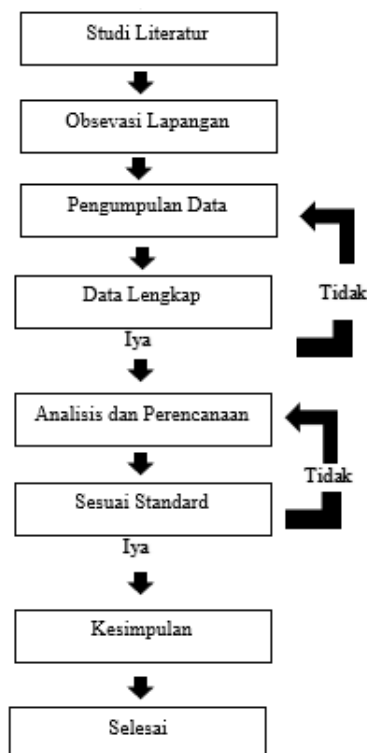 Studi Literatur
Obsevasi Lapangan
Pengumpulan Data
Data Lengkap
Tidak
Iya
Analisis dan Perencanaan
Tidak
Sesuai Standard
Iya
Kesimpulan
Selesai